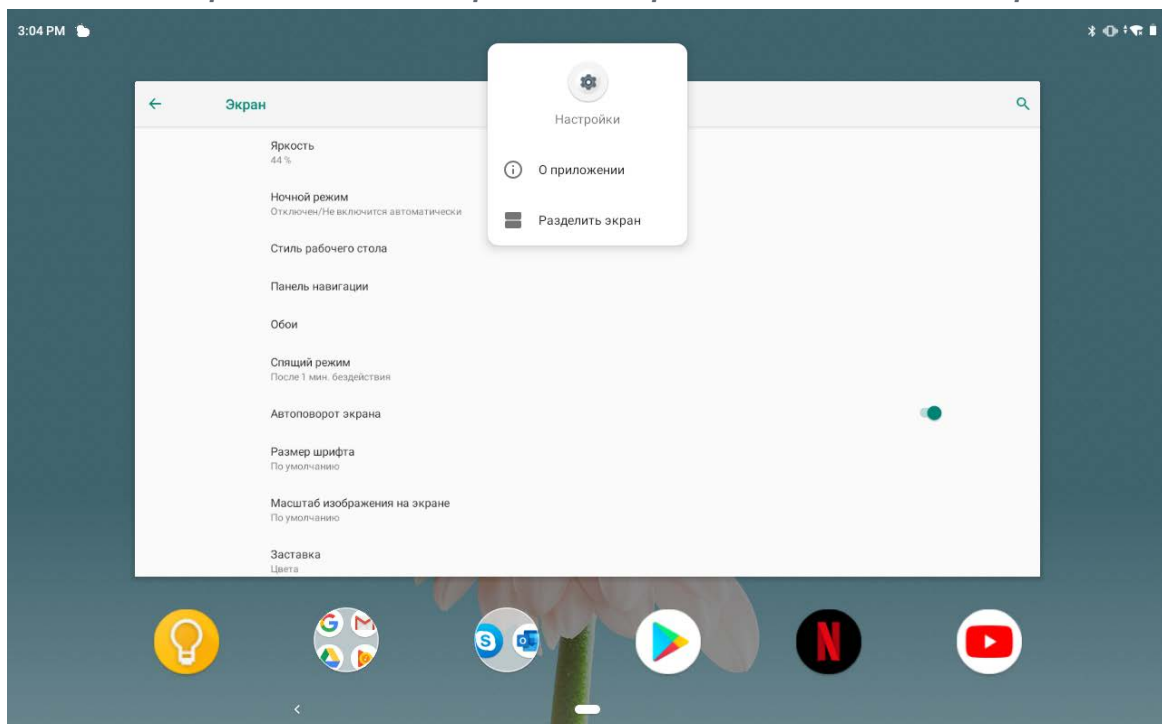 3:04 PM
Экран
Настройки
О приложении
Разделить экран
Яркость
44 %
Ночной режим
Отключен/Не включится автоматически
Стиль рабочего стола
Панель навигации
Обои
Спящий режим
После 1 мин. бездействия
Автоповорот экрана
Размер шрифта
По умолчанию
Масштаб изображения на экране
По умолчанию
Заставка
Цвета